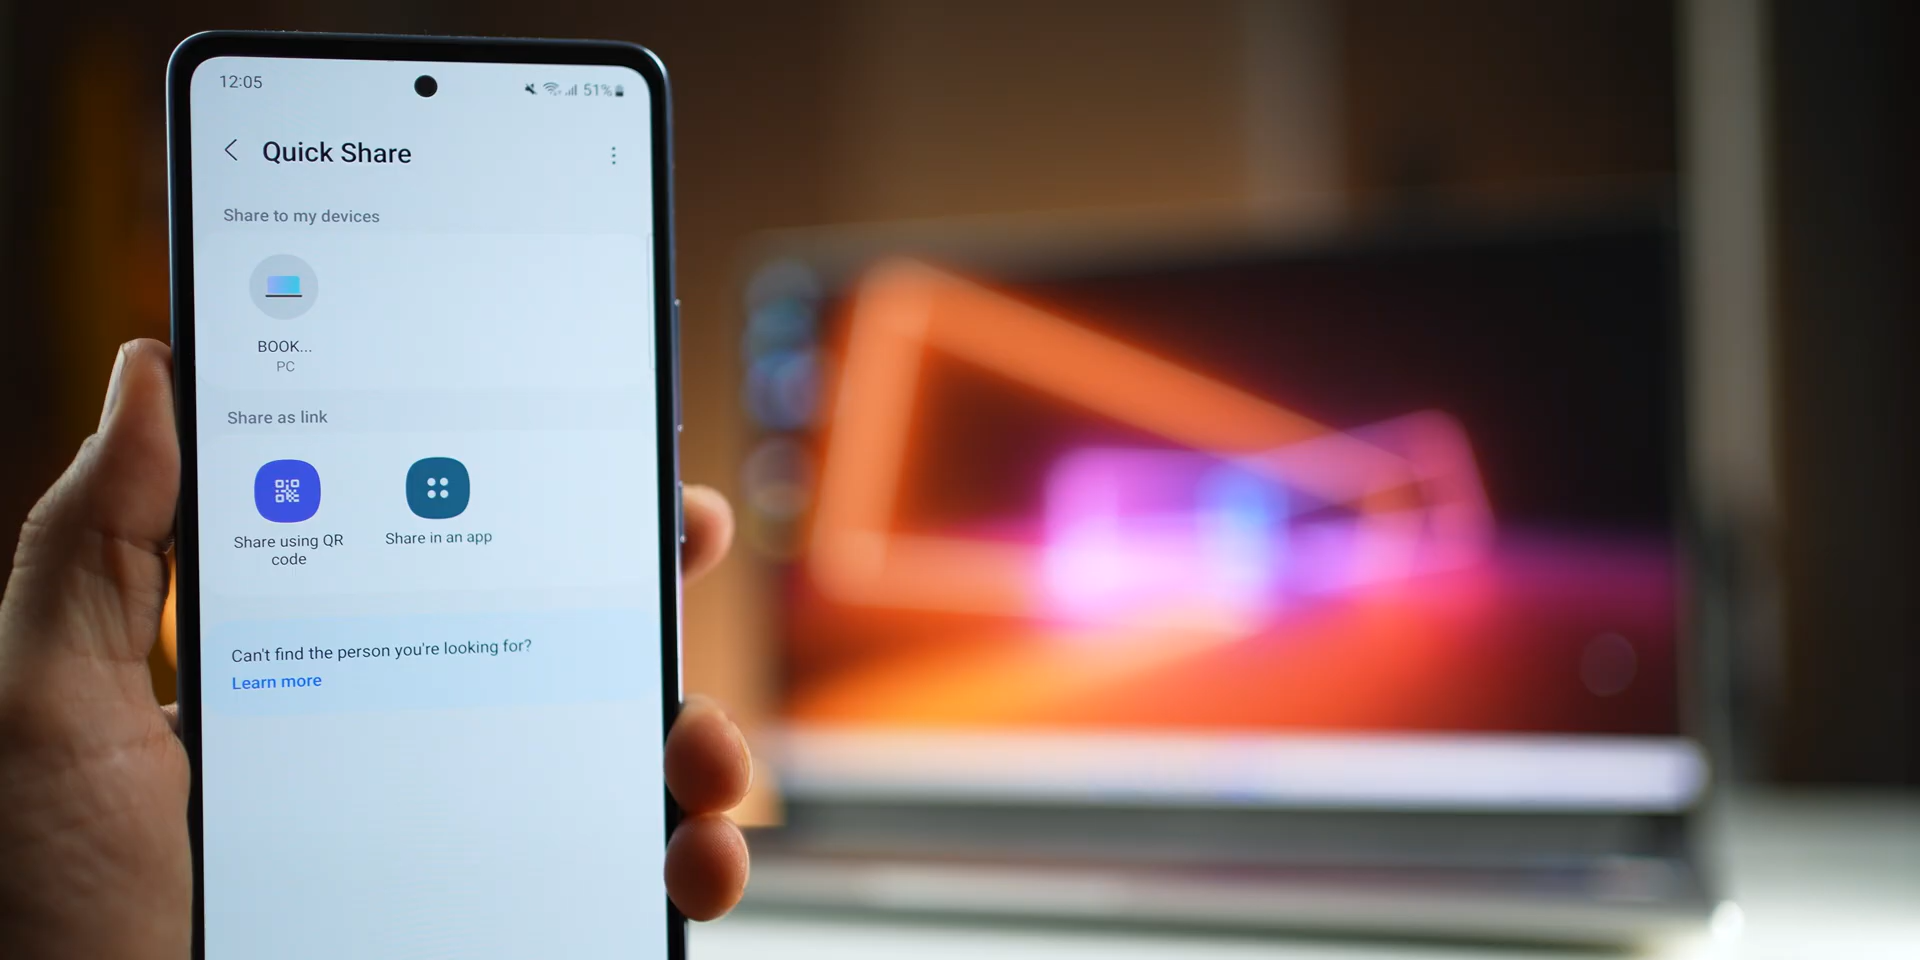 12:05
51%
Quick Share
Share to my devices
BOOK...
PC
Share as link
Share using QR
code
Share in an app
Can't find the person you're looking for?
Learn more